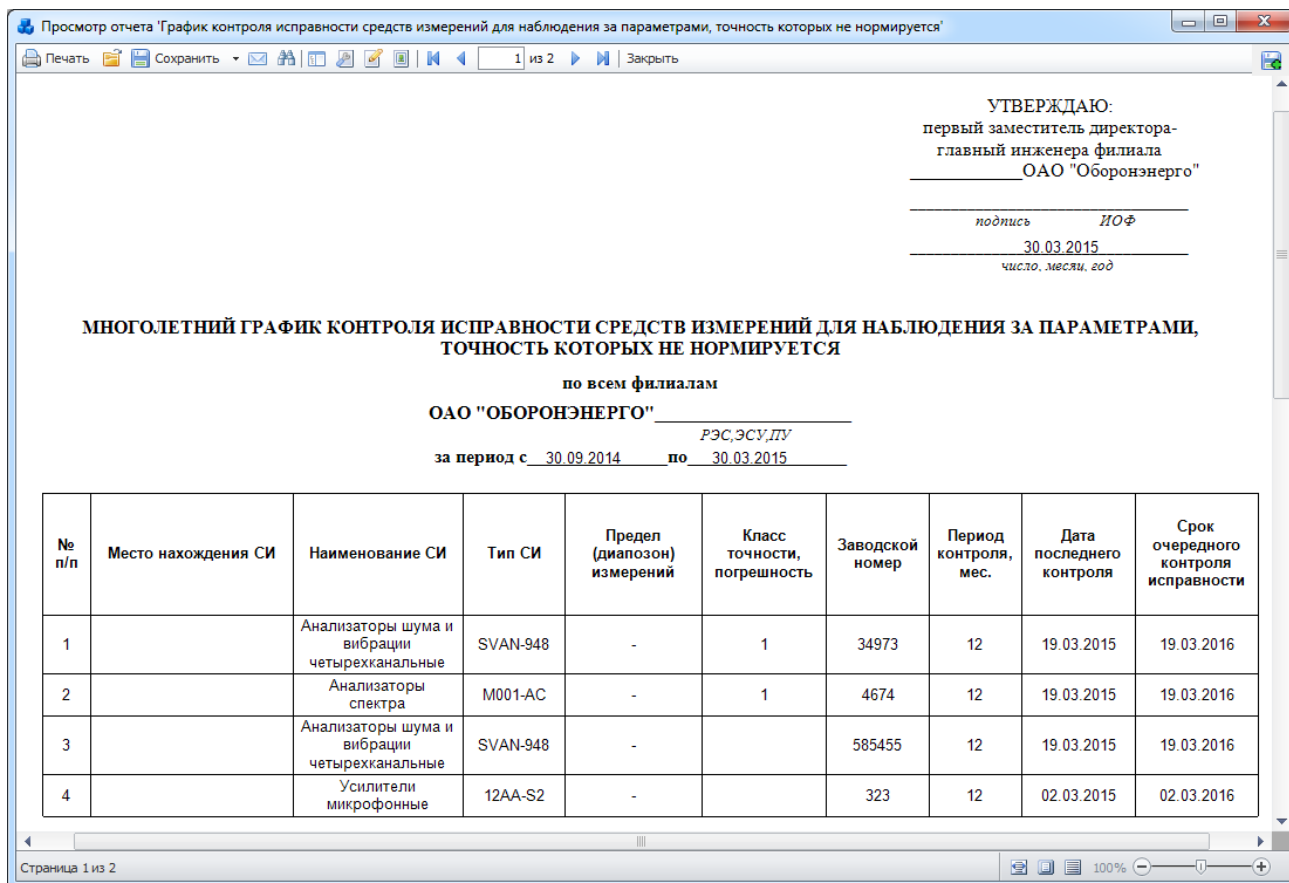 Просмотр отчета 'График контроля исправности средств измерений для наблюдения за параметрами, точность которых не нормируется'
Печать Сохранить 1 из 2 Закрыть
УТВЕРЖДАЮ:
первый заместитель директора-
главный инженера филиала
____________ОАО "Оборонэнерго"
подпись ИОФ
30.03.2015
число, месяц, год
МНОГОЛЕТНИЙ ГРАФИК КОНТРОЛЯ ИСПРАВНОСТИ СРЕДСТВ ИЗМЕРЕНИЙ ДЛЯ НАБЛЮДЕНИЯ ЗА ПАРАМЕТРАМИ,
ТОЧНОСТЬ КОТОРЫХ НЕ НОРМИРУЕТСЯ
по всем филиалам
ОАО "ОБОРОНЭНЕРГО"
РЭС,ЭСУ,ПУ
за период с 30.09.2014 по 30.03.2015
№ п/п Место нахождения СИ Наименование СИ Тип СИ Предел (диапозон) измерений Класс точности, погрешность Заводской номер Период контроля, мес. Дата последнего контроля Срок очередного контроля исправности
1 Анализаторы шума и вибрации четырехканальные SVAN-948 - 1 34973 12 19.03.2015 19.03.2016
2 Анализаторы спектра М001-АС - 1 4674 12 19.03.2015 19.03.2016
3 Анализаторы шума и вибрации четырехканальные SVAN-948 - 585455 12 19.03.2015 19.03.2016
4 Усилители микрофонные 12АА-S2 - 323 12 02.03.2015 02.03.2016
Страница 1 из 2 100%